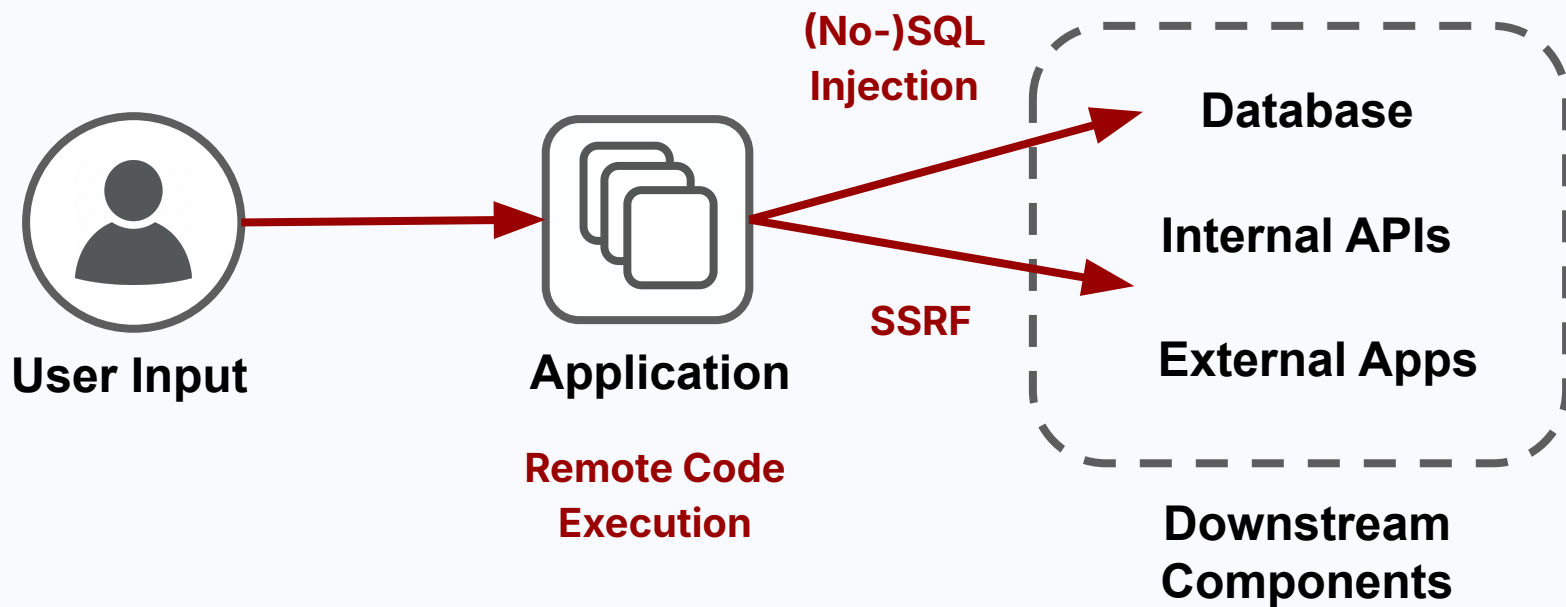 (No-)SQL
Injection
Database
Internal APIs
SSRF
External Apps
User Input
Application
Remote Code
Execution
Downstream
Components